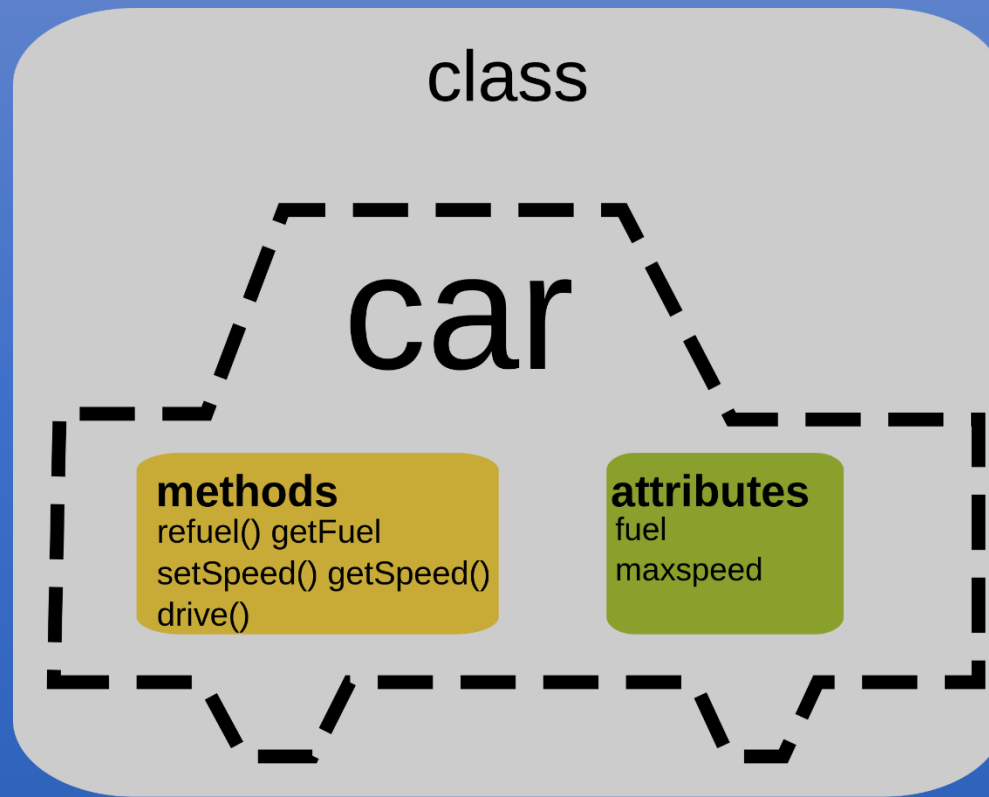 class
car
methods
refuel() getFuel
setSpeed() getSpeed()
drive()
attributes
fuel
maxspeed